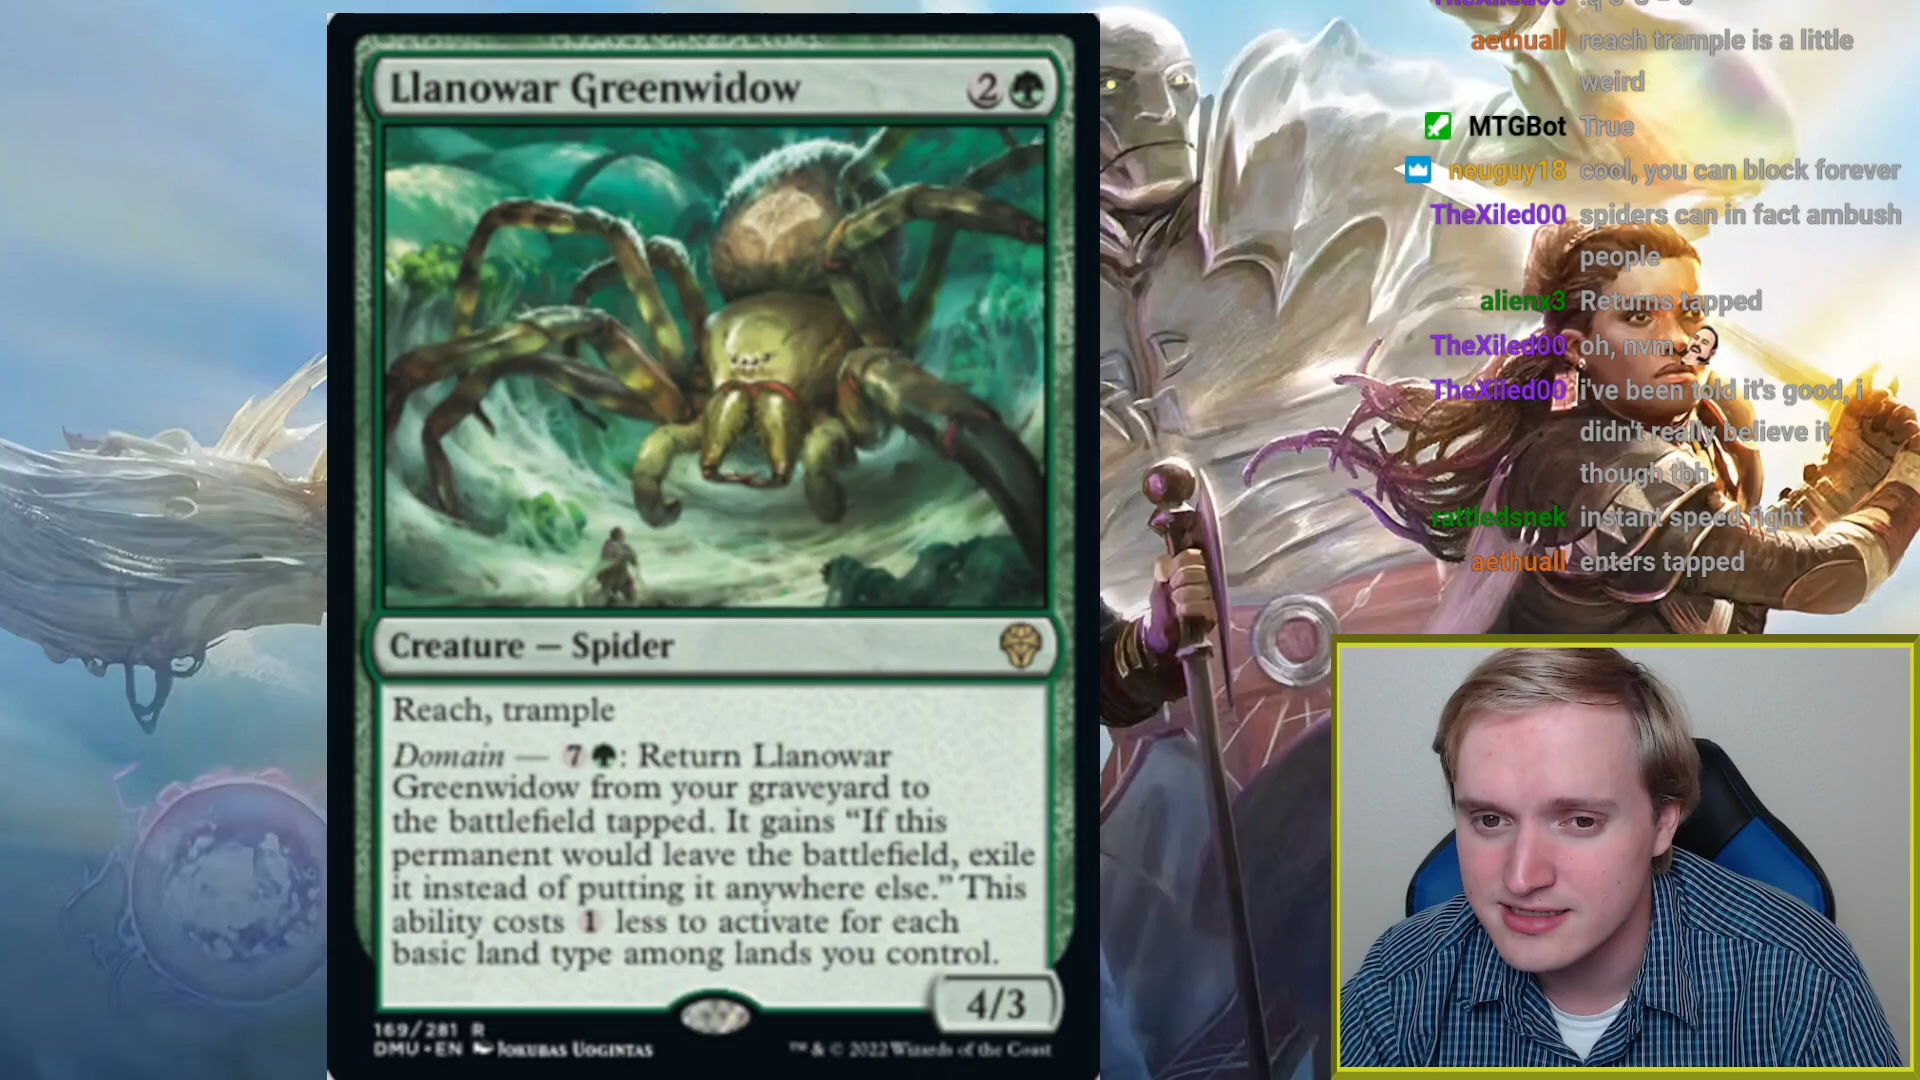 Llanowar Greenwidow 2
Creature — Spider
Reach, trample
Domain — 7 : Return Llanowar
Greenwidow from your graveyard to
the battlefield tapped. It gains “If this
permanent would leave the battlefield, exile
it instead of putting it anywhere else.” This
ability costs 1 less to activate for each
basic land type among lands you control.
4/3
169/281 R
DMU • EN Iokubas Uogintas
™ & © 2022 Wizards of the Coast
TheXiled00
aethuall reach trample is a little
weird
MTGBot True
neuguy18 cool, you can block forever
TheXiled00 spiders can in fact ambush
people
alienx3 Returns tapped
TheXiled00 oh, nvm
TheXiled00 i've been told it's good, i
didn't really believe it
though tbh
rattledsnek instant speed fight
aethuall enters tapped